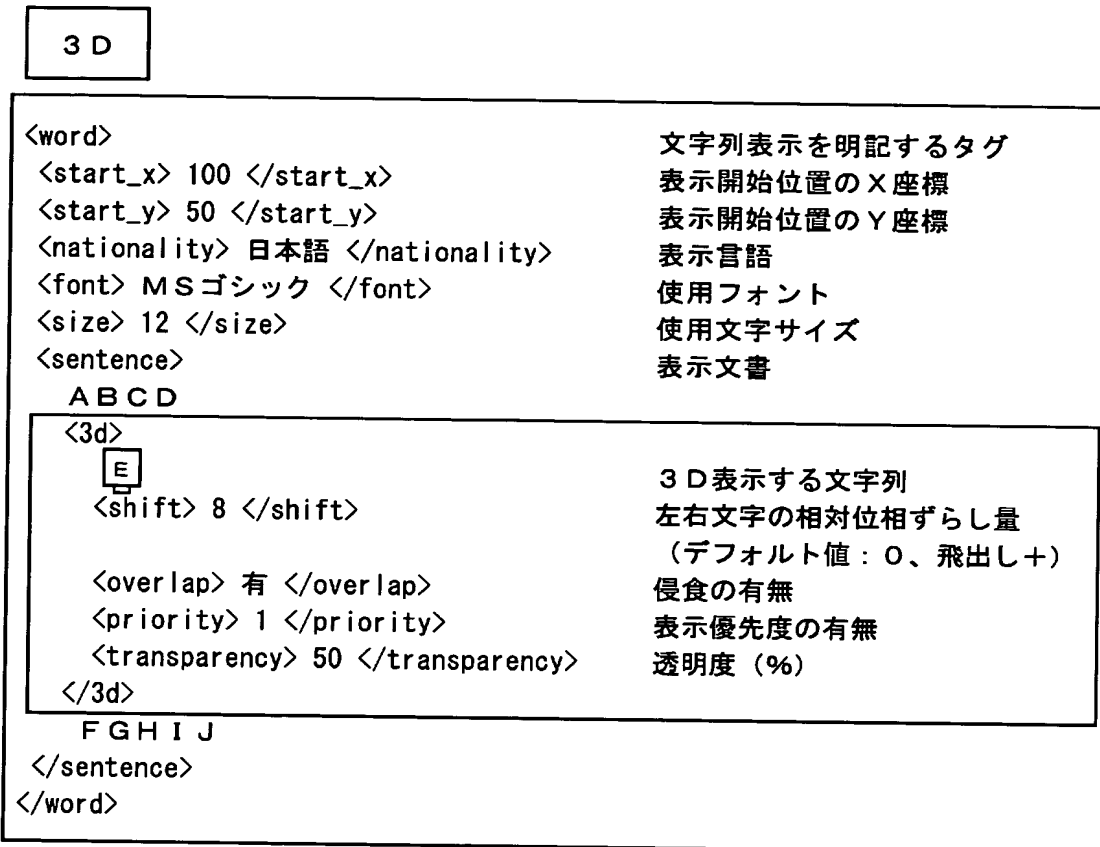 ３Ｄ
<word> 文字列表示を明記するタグ
<start_x> 100 </start_x> 表示開始位置のＸ座標
<start_y> 50 </start_y> 表示開始位置のＹ座標
<nationality> 日本語 </nationality> 表示言語
<font> ＭＳゴシック </font> 使用フォント
<size> 12 </size> 使用文字サイズ
<sentence> 表示文書
ＡＢＣＤ
<3d>
Ｅ ３Ｄ表示する文字列
<shift> 8 </shift> 左右文字の相対位相ずらし量
（デフォルト値：０、飛出し＋）
<overlap> 有 </overlap> 侵食の有無
<priority> 1 </priority> 表示優先度の有無
<transparency> 50 </transparency> 透明度（％）
</3d>
ＦＧＨＩＪ
</sentence>
</word>